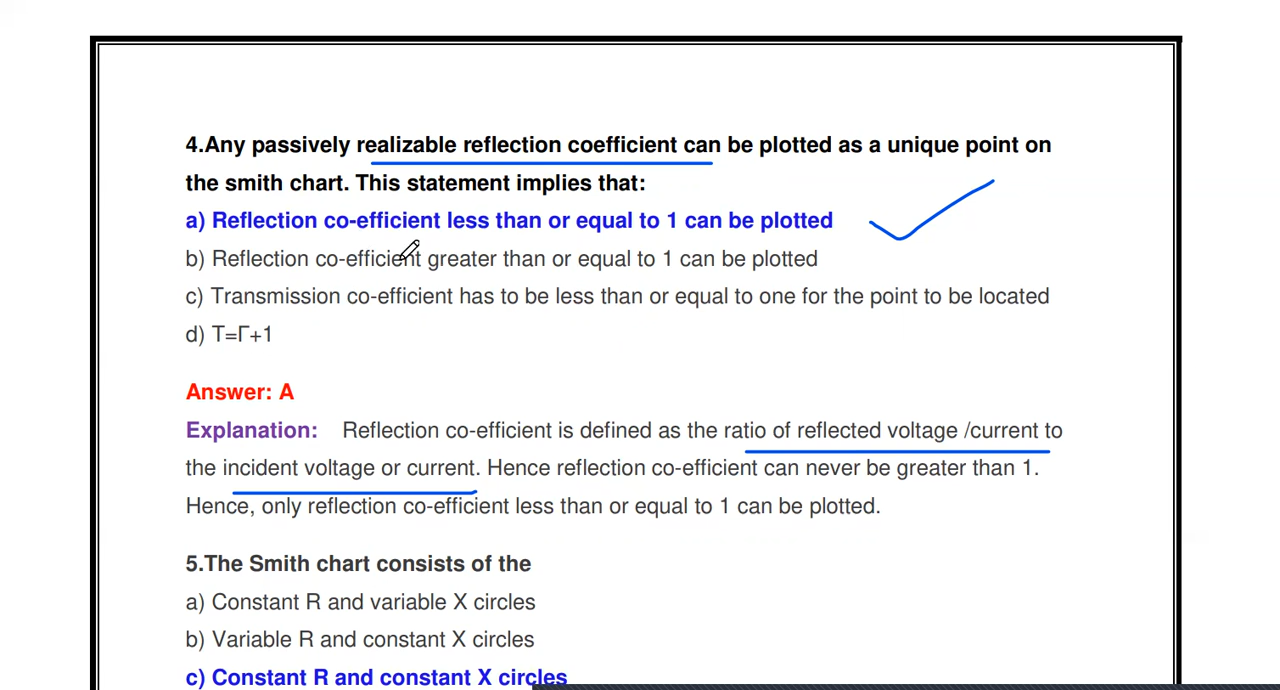 4.Any passively realizable reflection coefficient can be plotted as a unique point on
the smith chart. This statement implies that:
a) Reflection co-efficient less than or equal to 1 can be plotted
b) Reflection co-efficient greater than or equal to 1 can be plotted
c) Transmission co-efficient has to be less than or equal to one for the point to be located
d) T=Γ+1
Answer: A
Explanation: Reflection co-efficient is defined as the ratio of reflected voltage /current to
the incident voltage or current. Hence reflection co-efficient can never be greater than 1.
Hence, only reflection co-efficient less than or equal to 1 can be plotted.
5.The Smith chart consists of the
a) Constant R and variable X circles
b) Variable R and constant X circles
c) Constant R and constant X circles